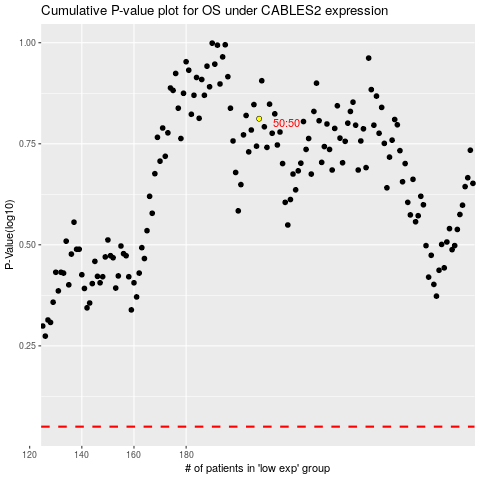 Cumulative P-value plot for OS under CABLES2 expression
1.00
0.75
0.50
0.25
P-Value(log10)
50:50
120 140 160 180
# of patients in 'low exp' group